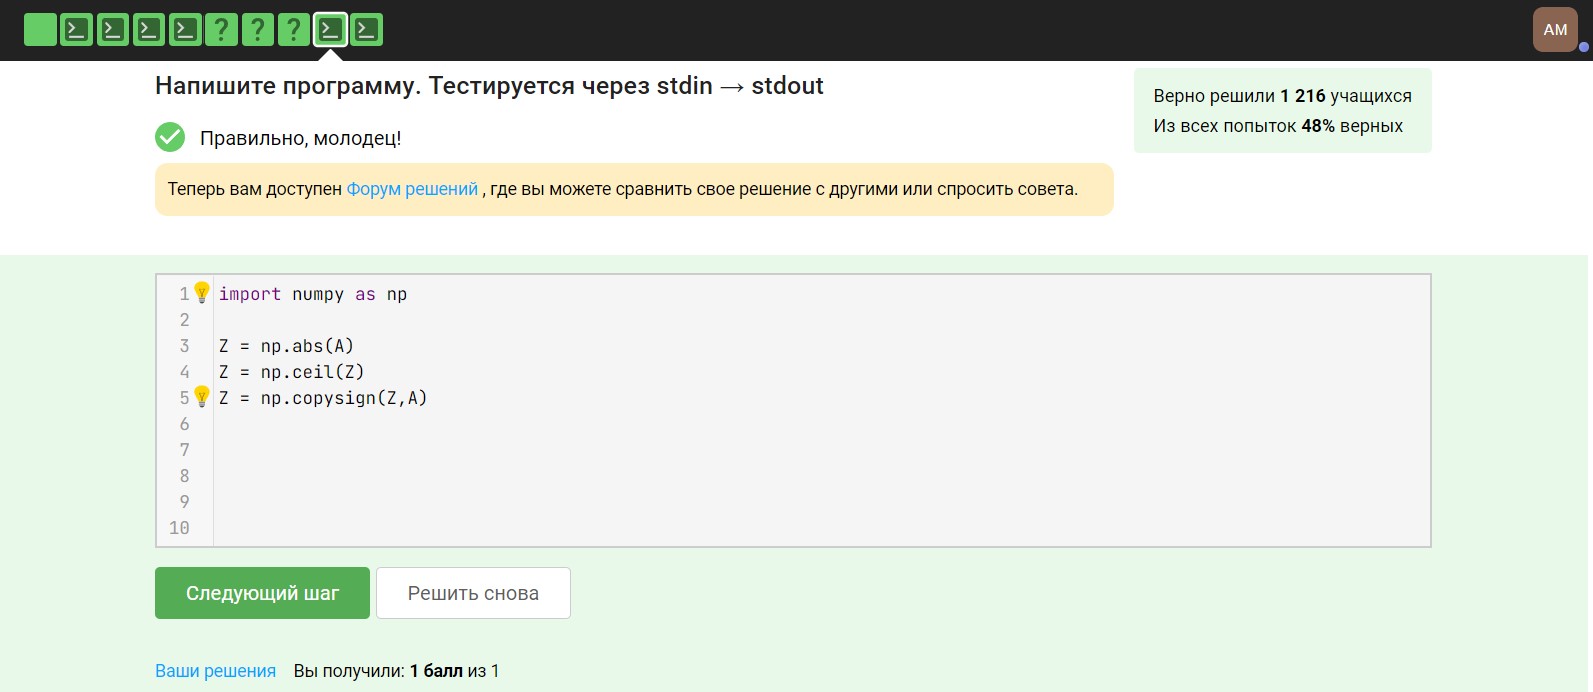 ? ? ?
AM
Напишите программу. Тестируется через stdin → stdout
Верно решили 1 216 учащихся
Из всех попыток 48% верных
Правильно, молодец!
Теперь вам доступен Форум решений , где вы можете сравнить свое решение с другими или спросить совета.
1 import numpy as np
2
3 Z = np.abs(A)
4 Z = np.ceil(Z)
5 Z = np.copysign(Z,A)
6
7
8
9
10
Следующий шаг
Решить снова
Ваши решения Вы получили: 1 балл из 1